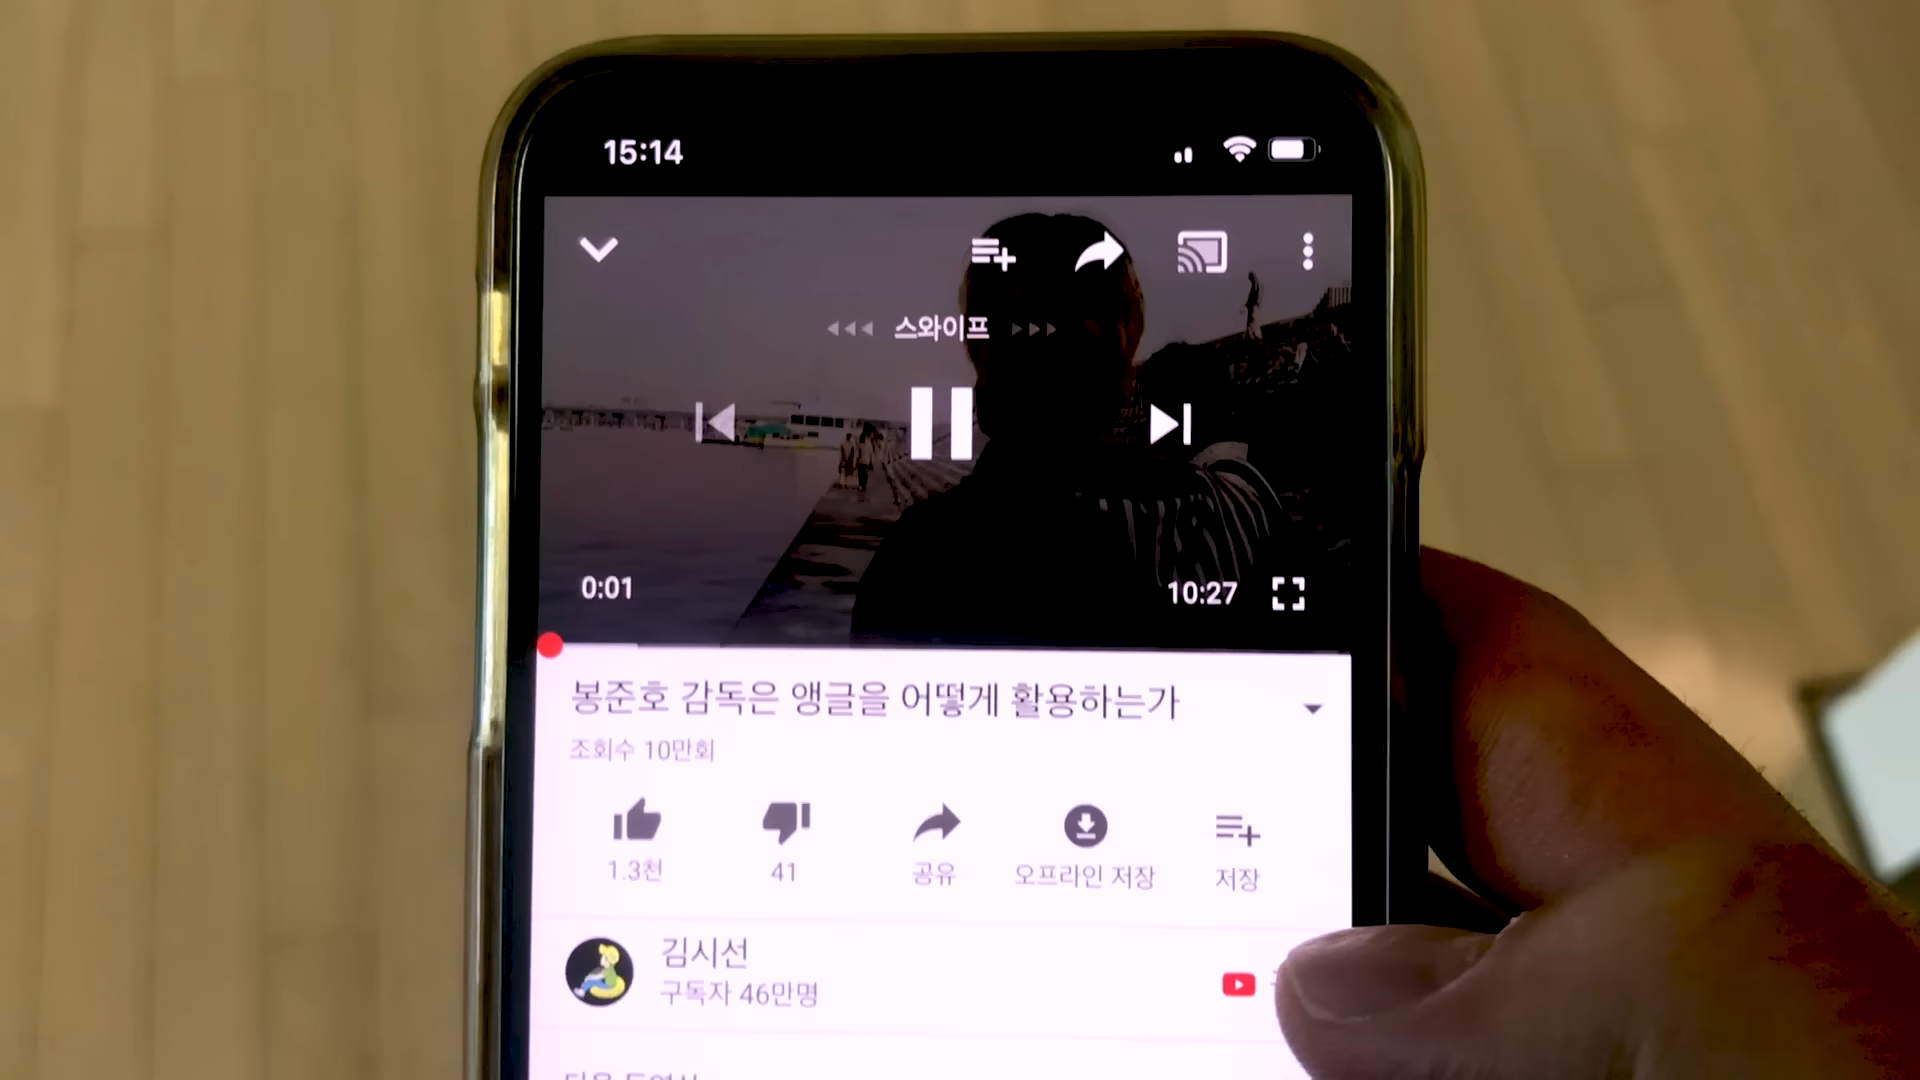 15:14
스와이프
0:01
10:27
봉준호 감독은 앵글을 어떻게 활용하는가
조회수 10만회
1.3천
41
공유
오프라인 저장
저장
김시선
구독자 46만명